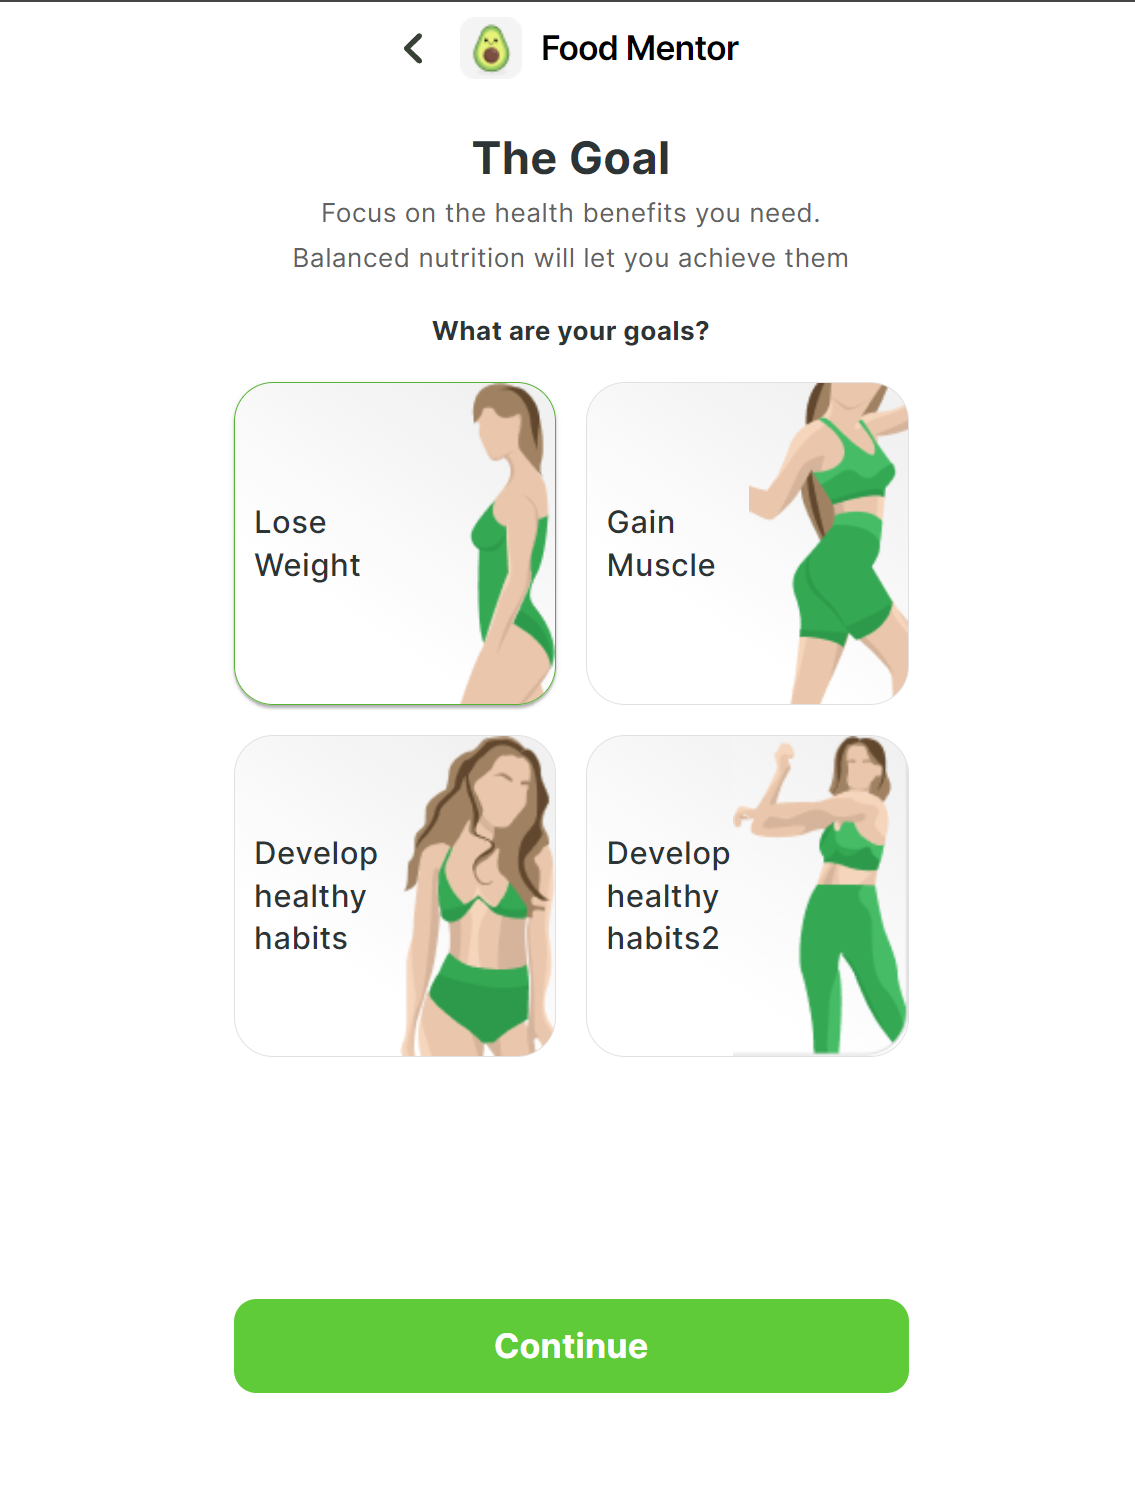 Food Mentor
The Goal
Focus on the health benefits you need.
Balanced nutrition will let you achieve them
What are your goals?
Lose
Weight
Gain
Muscle
Develop
healthy
habits
Develop
healthy
habits2
Continue